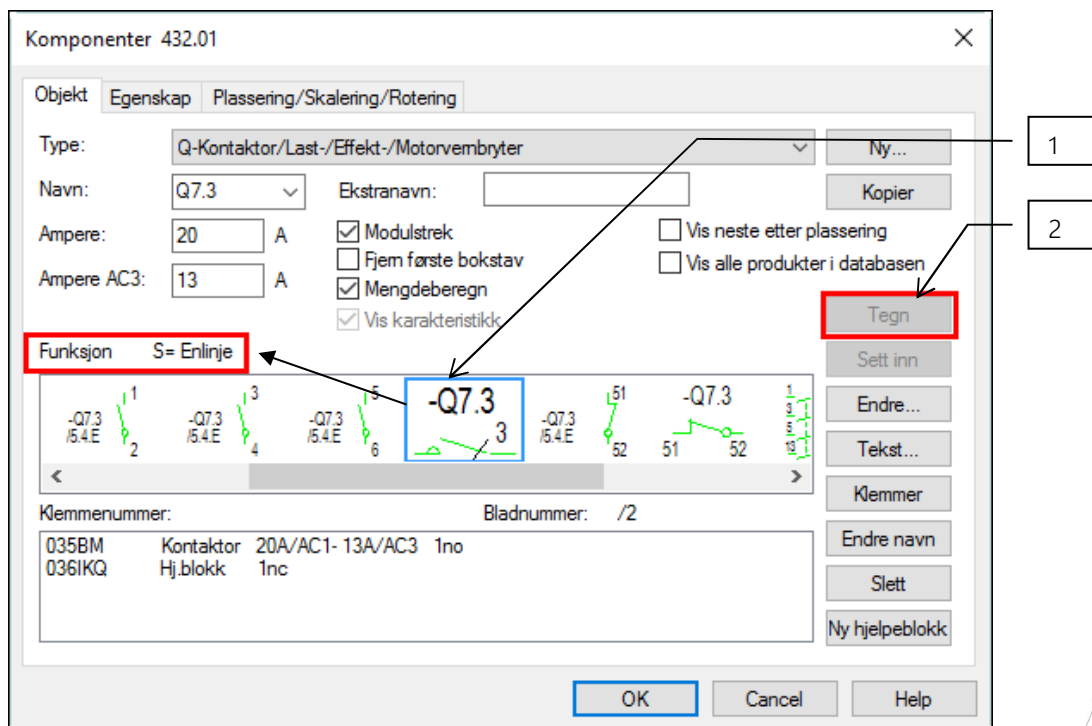 Komponenter 432.01
Objekt Egenskap Plassering/Skalering/Rotering
Type: Q-Kontaktor/Last-/Effekt-/Motorvernbryter Ny...
1
Navn: Q7.3 Ekstranavn: Kopier
Ampere: 20 A Modulstrek Vis neste etter plassering
2
Fjern første bokstav Vis alle produkter i databasen
Ampere AC3: 13 A Mengdeberegn
Vis karakteristikk Tegn
Funksjon S= Enlinje Sett inn
-Q7.3 /5.4.E 1 2
-Q7.3 /5.4.E 3 4
-Q7.3 /5.4.E 5 6
-Q7.3 3
-Q7.3 /5.4.E 51 52
-Q7.3 51 52
1 3 5 13
Endre...
Tekst...
Klemmer
Klemmenummer: Bladnummer: /2
035BM Kontaktor 20A/AC1- 13A/AC3 1no
036IKQ Hj.blokk 1nc
Endre navn
Slett
Ny hjelpeblokk
OK Cancel Help